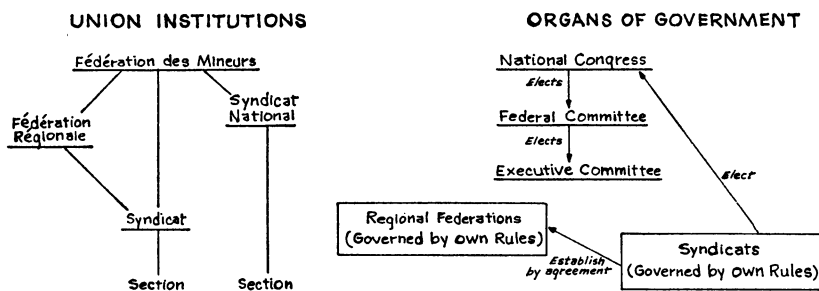 UNION INSTITUTIONS
Fédération des Mineurs
Fédération
Régionale
Syndicat
National
Syndicat
Section
Section
ORGANS OF GOVERNMENT
National Congress
Elects
Federal Committee
Elects
Executive Committee
Elect
Regional Federations
(Governed by own Rules)
Establish
by agreement
Syndicats
(Governed by own Rules)